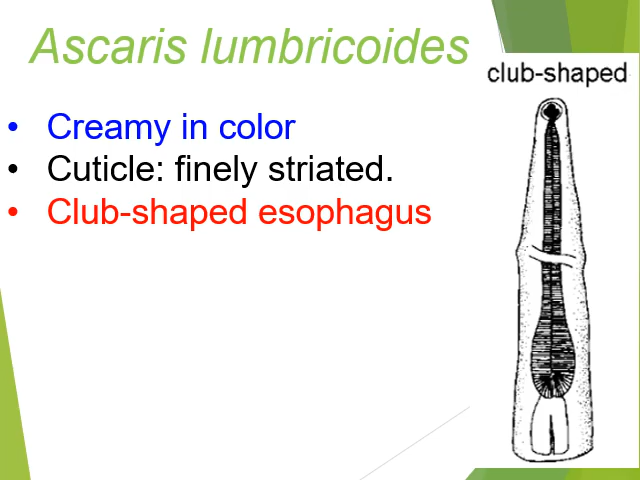 Ascaris lumbricoides
club-shaped
• Creamy in color
• Cuticle: finely striated.
• Club-shaped esophagus